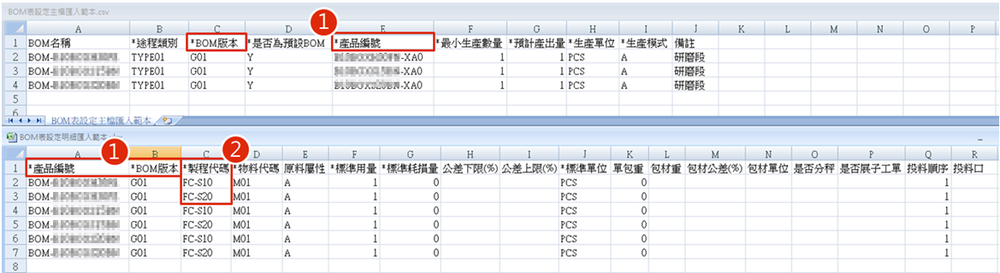 BOM表設定主檔匯入範本.csv
A B C D E F G H I J K L M N O P
1 BOM名稱 *途程類別 *BOM版本 *是否為預設BOM *產品編號 *最小生產數量 *預計產出量 *生產單位 *生產模式 備註
2 BOM- TYPE01 G01 Y -XA0 1 1 PCS A 研磨段
3 BOM- TYPE01 G01 Y -XA0 1 1 PCS A 研磨段
4 BOM- TYPE01 G01 Y -XA0 1 1 PCS A 研磨段
5
6
BOM表設定主檔匯入範本
1
BOM表設定明細匯入範本.csv
1
2
A B C D E F G H I J K L M N O P Q R
1 *產品編號 *BOM版本 *製程代碼 *物料代碼 原料屬性 *標準用量 *標準耗損量 公差下限(%) 公差上限(%) *標準單位 單包重 包材重 包材公差(%) 包材單位 是否分秤 是否展子工單 投料順序 投料口
2 BOM- G01 FC-S10 M01 A 1 0 PCS 0 1
3 BOM- G01 FC-S20 M01 A 1 0 PCS 0 1
4 BOM- G01 FC-S10 M01 A 1 0 PCS 0 1
5 BOM- G01 FC-S20 M01 A 1 0 PCS 0 1
6 BOM- G01 FC-S10 M01 A 1 0 PCS 0 1
7 BOM- G01 FC-S20 M01 A 1 0 PCS 0 1
8